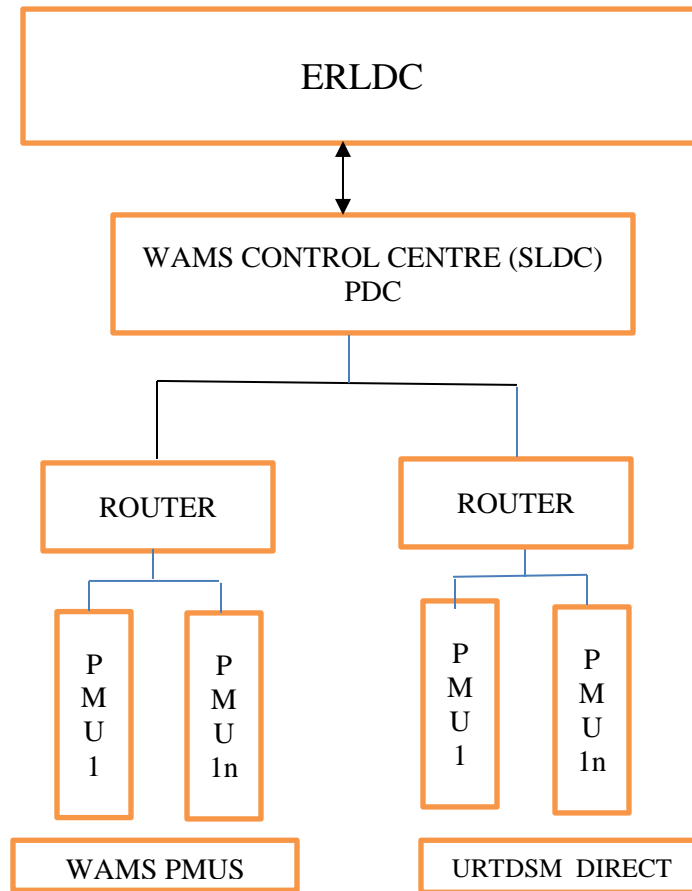 ERLDC
WAMS CONTROL CENTRE (SLDC)
PDC
ROUTER
ROUTER
P
M
U
1
P
M
U
1n
P
M
U
1
P
M
U
1n
WAMS PMUS
URTDSM DIRECT